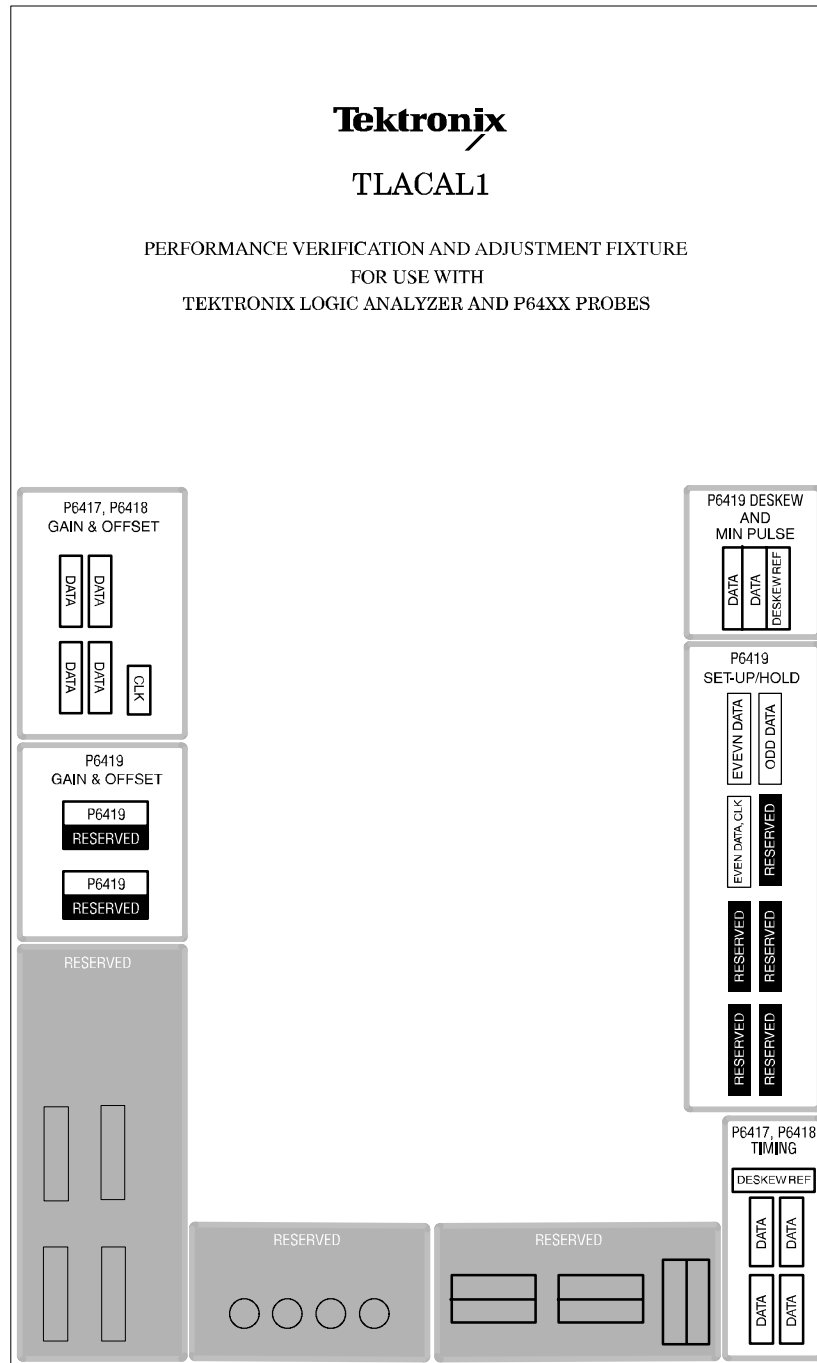 Tektronix
TLACAL1
PERFORMANCE VERIFICATION AND ADJUSTMENT FIXTURE
FOR USE WITH
TEKTRONIX LOGIC ANALYZER AND P64XX PROBES
P6417, P6418
GAIN & OFFSET
DATA
DATA
DATA
DATA
CLK
P6419
GAIN & OFFSET
P6419
RESERVED
P6419
RESERVED
RESERVED
RESERVED
RESERVED
P6419 DESKEW
AND
MIN PULSE
DATA
DATA
DESKEW REF
P6419
SET-UP/HOLD
EVEVN DATA
ODD DATA
EVEN DATA, CLK
RESERVED
RESERVED
RESERVED
RESERVED
RESERVED
P6417, P6418
TIMING
DESKEW REF
DATA
DATA
DATA
DATA